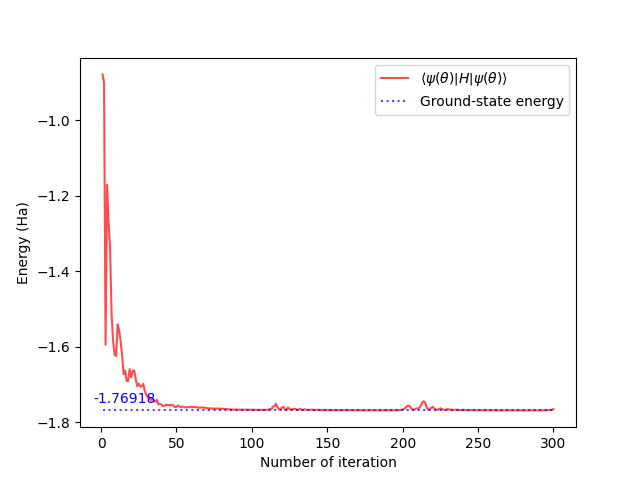 ⟨ψ(θ)|H|ψ(θ)⟩
Ground-state energy
−1.0
−1.2
−1.4
−1.6
−1.8
Energy (Ha)
-1.76918
0 50 100 150 200 250 300
Number of iteration